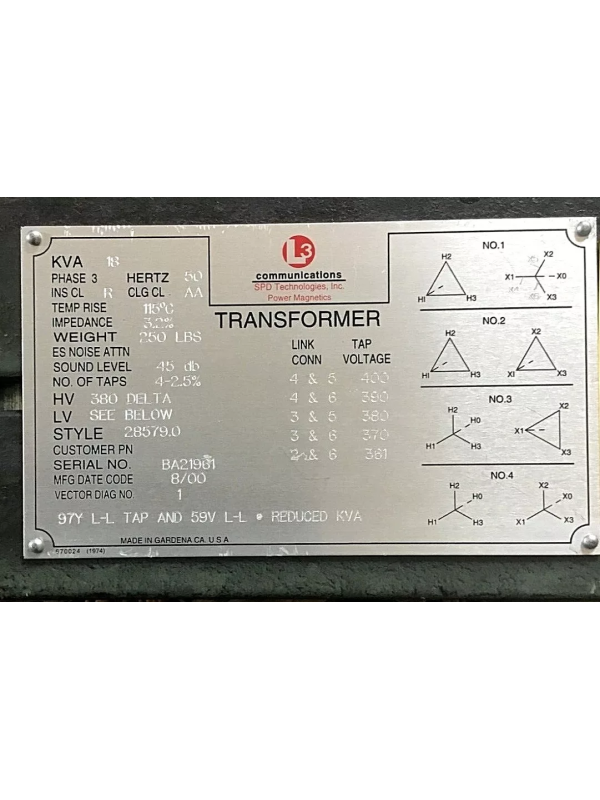 KVA 18
PHASE 3 HERTZ 50
INS CL R CLG CL AA
TEMP RISE 115°C
IMPEDANCE 3.2%
WEIGHT 250 LBS
ES NOISE ATTN
SOUND LEVEL 45 db
NO. OF TAPS 4-2.5%
HV 380 DELTA
LV SEE BELOW
STYLE 28579.0
CUSTOMER PN
SERIAL NO. BA21961
MFG DATE CODE 8/00
VECTOR DIAG NO. 1
97Y L-L TAP AND 59V L-L • REDUCED KVA
MADE IN GARDENA CA. U S A
570024 (1974)
L3
communications
SPD Technologies, Inc.
Power Magnetics
TRANSFORMER
LINK CONN TAP VOLTAGE
4 & 5 400
4 & 6 390
3 & 5 380
3 & 6 370
2 & 6 361
NO.1
H2 X2
X1 X0
H1 H3 X3
NO.2
H2 X2
H1 H3 X1 X3
NO.3
H2 X2
H0 X1
H1 H3 X3
NO.4
H2 X2
H0 X0
H1 H3 X1 X3